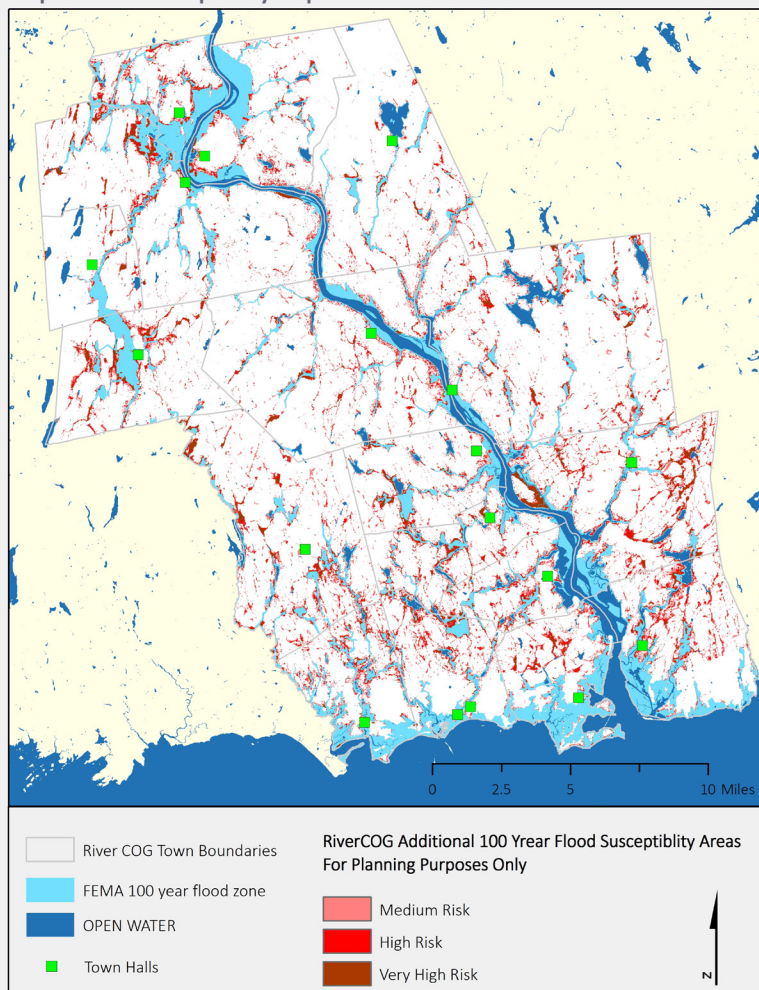 0 2.5 5 10 Miles
River COG Town Boundaries
FEMA 100 year flood zone
OPEN WATER
Town Halls
RiverCOG Additional 100 Yrear Flood Susceptiblity Areas
For Planning Purposes Only
Medium Risk
High Risk
Very High Risk
N